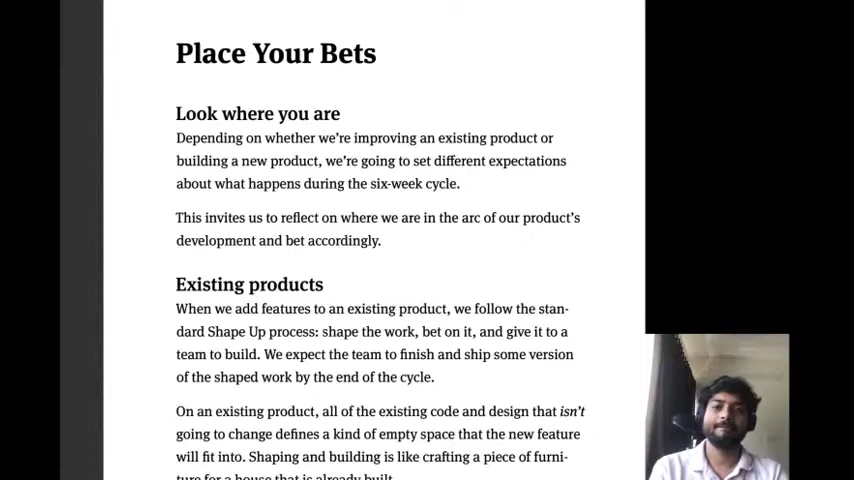 Place Your Bets
Look where you are
Depending on whether we're improving an existing product or
building a new product, we're going to set different expectations
about what happens during the six-week cycle.
This invites us to reflect on where we are in the arc of our product's
development and bet accordingly.
Existing products
When we add features to an existing product, we follow the stan-
dard Shape Up process: shape the work, bet on it, and give it to a
team to build. We expect the team to finish and ship some version
of the shaped work by the end of the cycle.
On an existing product, all of the existing code and design that isn't
going to change defines a kind of empty space that the new feature
will fit into. Shaping and building is like crafting a piece of furni-
ture for a house that is already built.